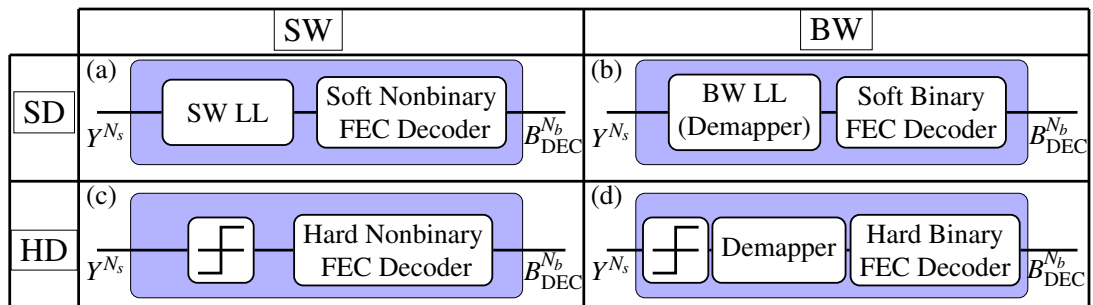 SW
BW
SD
(a)
Y^{N_s}
SW LL
Soft Nonbinary
FEC Decoder
B_{DEC}^{N_b}
(b)
Y^{N_s}
BW LL
(Demapper)
Soft Binary
FEC Decoder
B_{DEC}^{N_b}
HD
(c)
Y^{N_s}
Hard Nonbinary
FEC Decoder
B_{DEC}^{N_b}
(d)
Y^{N_s}
Demapper
Hard Binary
FEC Decoder
B_{DEC}^{N_b}